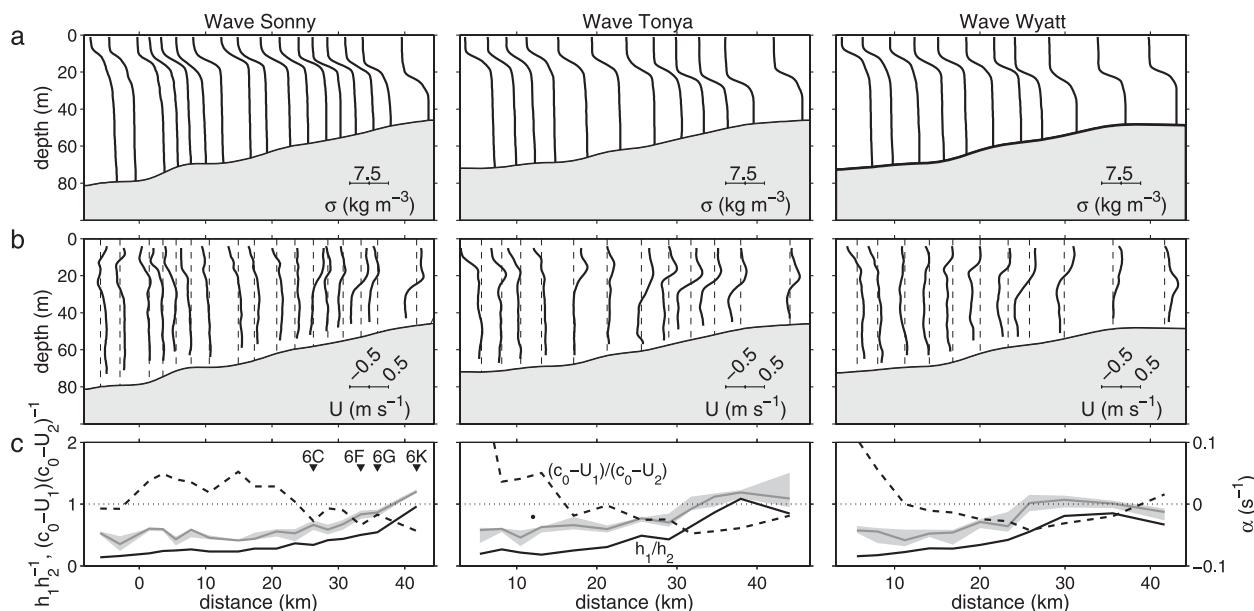 Wave Sonny Wave Tonya Wave Wyatt
a
depth (m)
0
20
40
60
80
7.5 7.5 7.5
σ (kg m⁻³) σ (kg m⁻³) σ (kg m⁻³)
b
depth (m)
0
20
40
60
80
−0.5 0.5 −0.5 0.5 −0.5 0.5
U (m s⁻¹) U (m s⁻¹) U (m s⁻¹)
c
h₁h₂⁻¹, (c₀−U₁)(c₀−U₂)⁻¹
2
1
0
6C 6F 6G 6K
(c₀−U₁)/(c₀−U₂)
h₁/h₂
0.1
0
−0.1
α (s⁻¹)
0 10 20 30 40 10 20 30 40 10 20 30 40
distance (km) distance (km) distance (km)